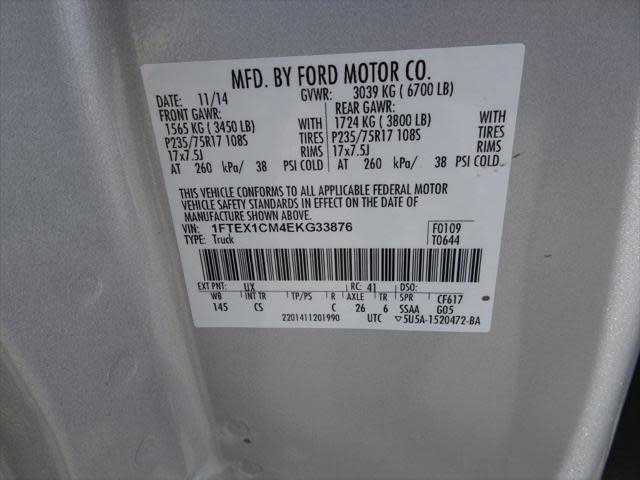 MFD. BY FORD MOTOR CO.
DATE: 11/14 GVWR: 3039 KG ( 6700 LB)
FRONT GAWR: REAR GAWR:
1565 KG ( 3450 LB) WITH 1724 KG ( 3800 LB) WITH
P235/75R17 108S TIRES P235/75R17 108S TIRES
17x7.5J RIMS 17x7.5J RIMS
AT 260 kPa/ 38 PSI COLD AT 260 kPa/ 38 PSI COLD
THIS VEHICLE CONFORMS TO ALL APPLICABLE FEDERAL MOTOR
VEHICLE SAFETY STANDARDS IN EFFECT ON THE DATE OF
MANUFACTURE SHOWN ABOVE.
VIN: 1FTEX1CM4EKG33876 F0109
TYPE: Truck T0644
EXT PNT: UX RC: 41 DSO:
WB INT TR TP/PS R AXLE TR SPR CF617
145 CS C 26 6 5SAA G05
2201411201990 UTC ▽5U5A-1520472-BA